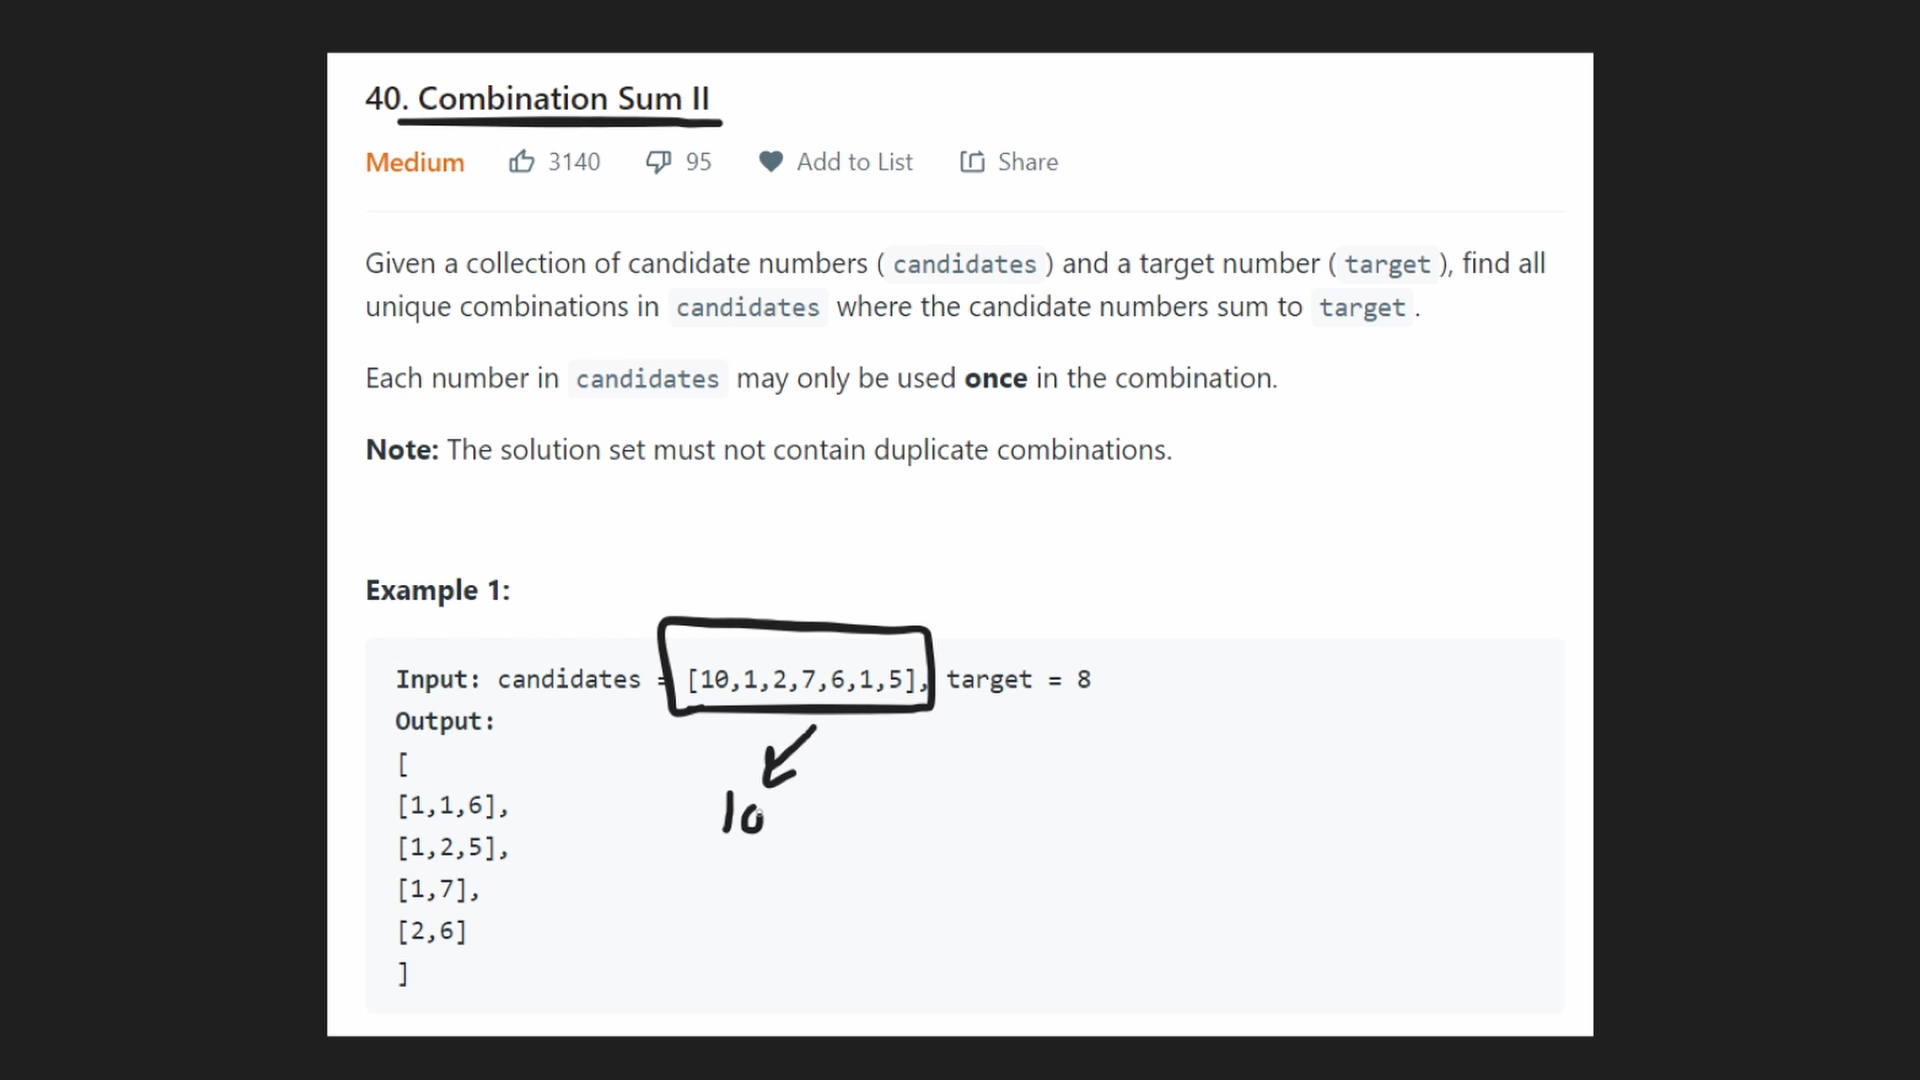 40. Combination Sum II
Medium 3140 95 Add to List Share
Given a collection of candidate numbers ( candidates ) and a target number ( target ), find all
unique combinations in candidates where the candidate numbers sum to target .
Each number in candidates may only be used once in the combination.
Note: The solution set must not contain duplicate combinations.
Example 1:
Input: candidates = [10,1,2,7,6,1,5], target = 8
Output:
[
[1,1,6],
10
[1,2,5],
[1,7],
[2,6]
]